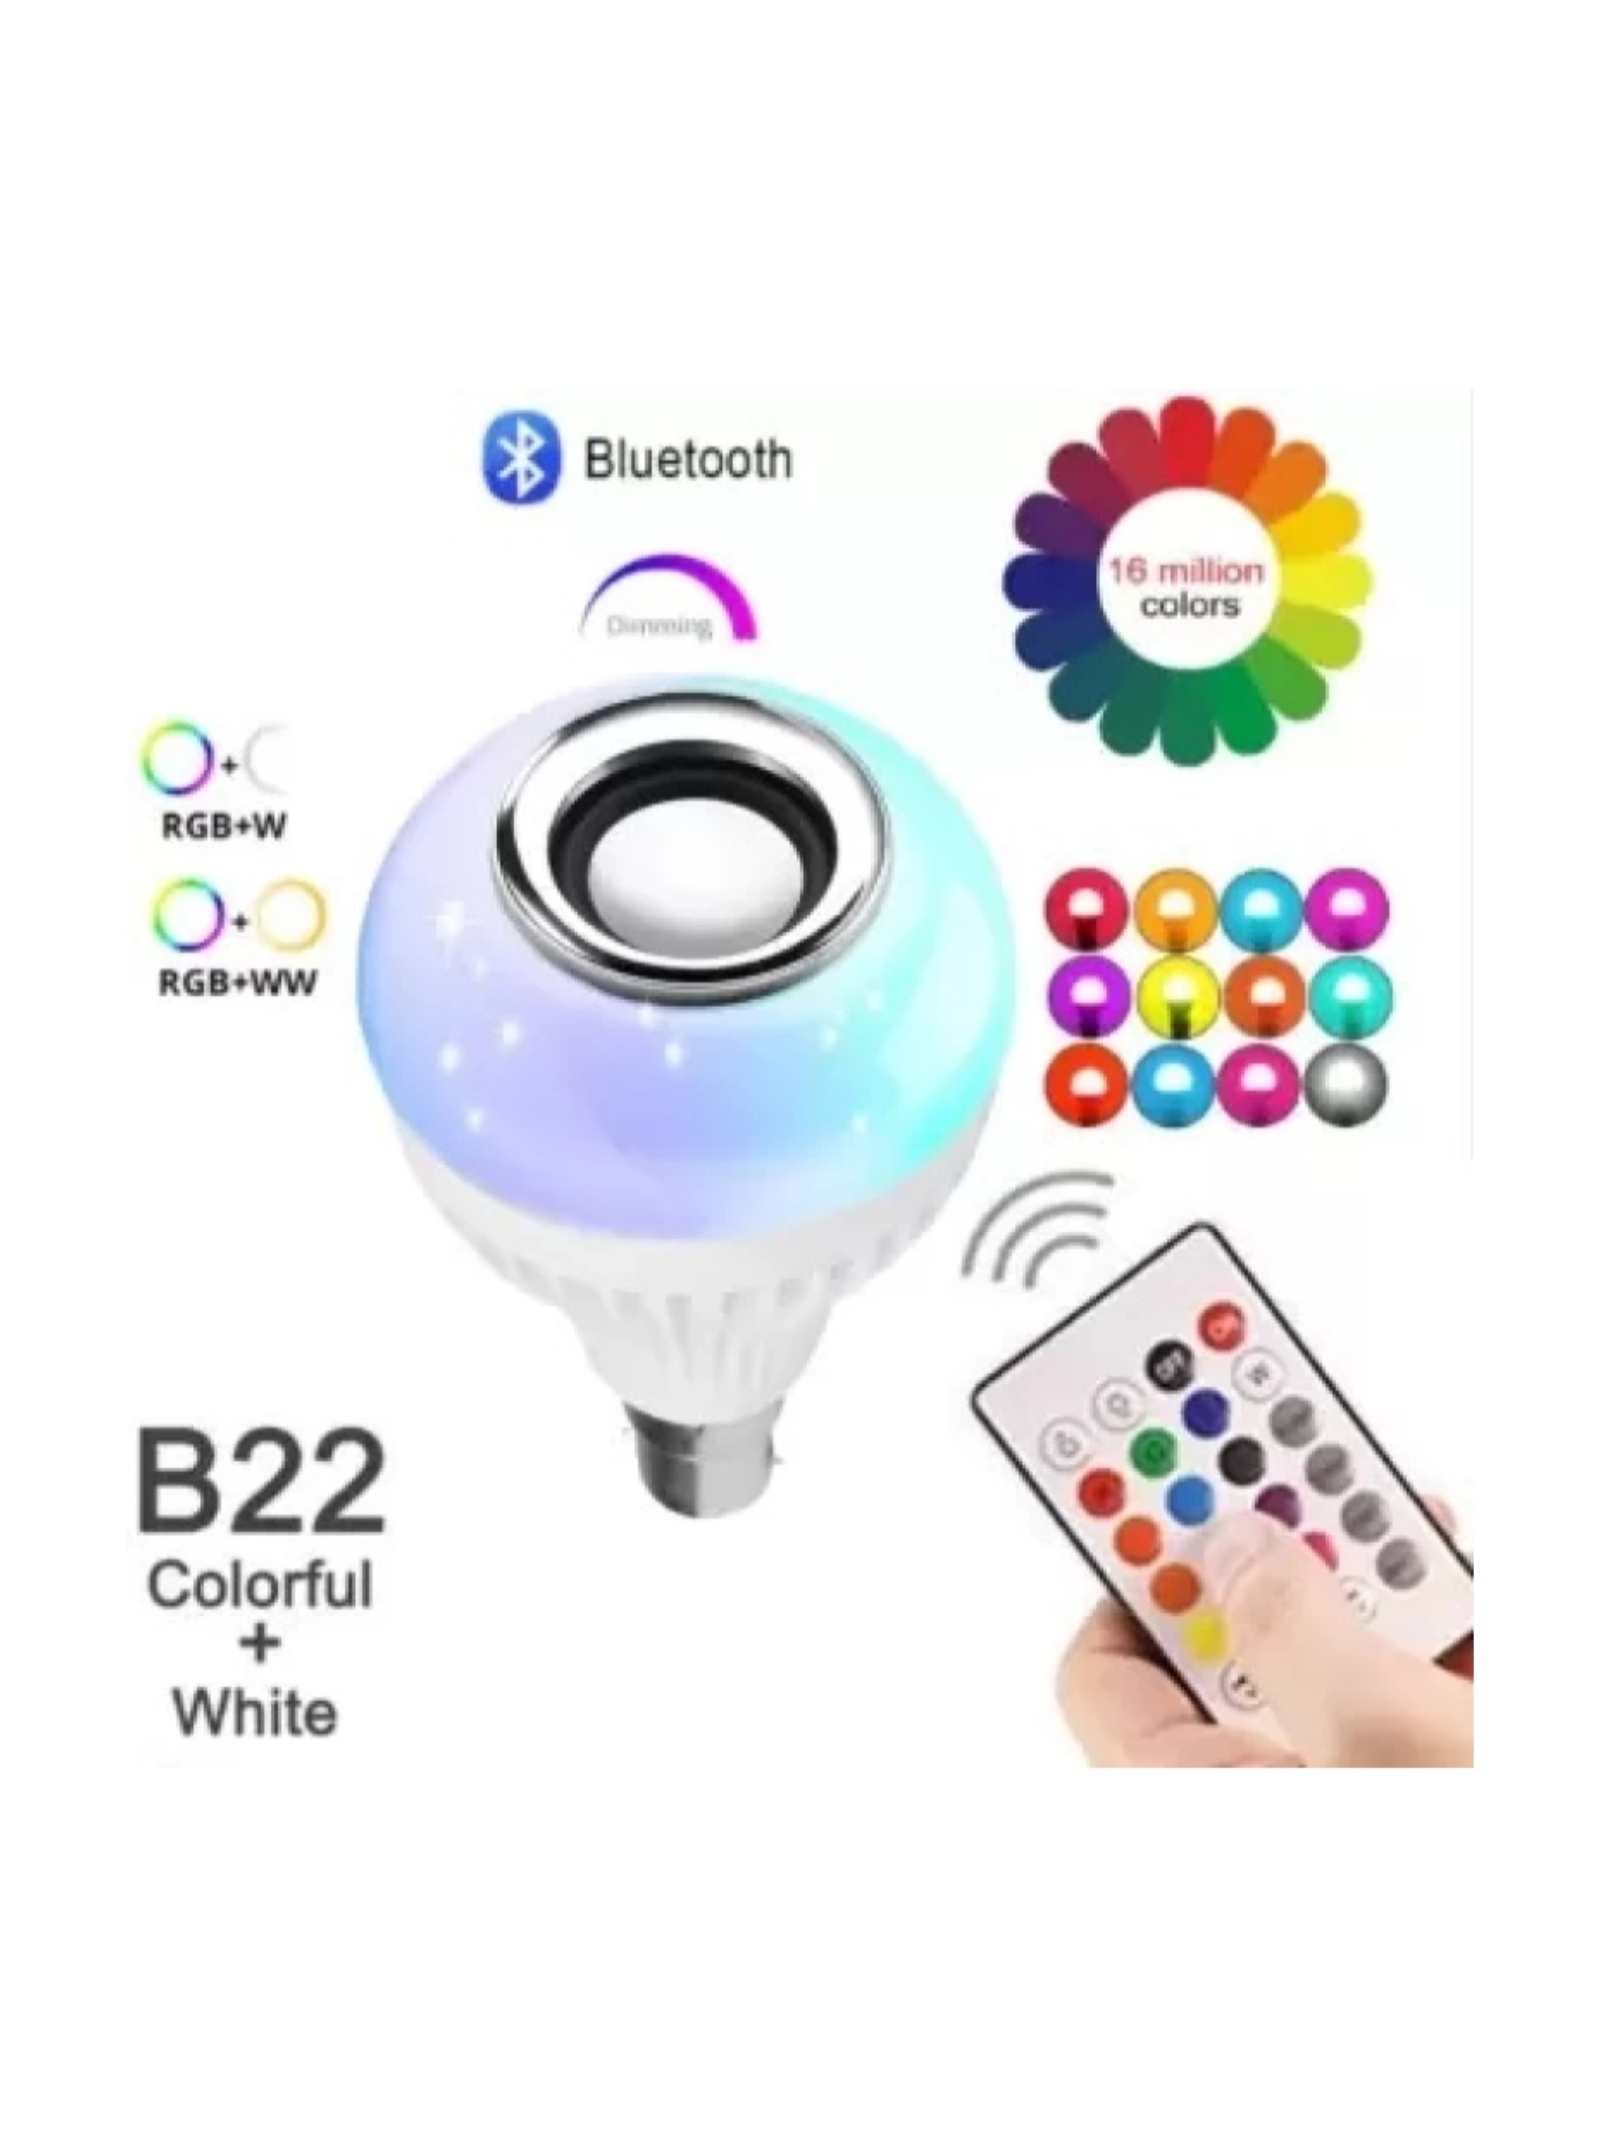 Bluetooth
Dimming
16 million
colors
RGB+W
RGB+WW
B22
Colorful
+
White